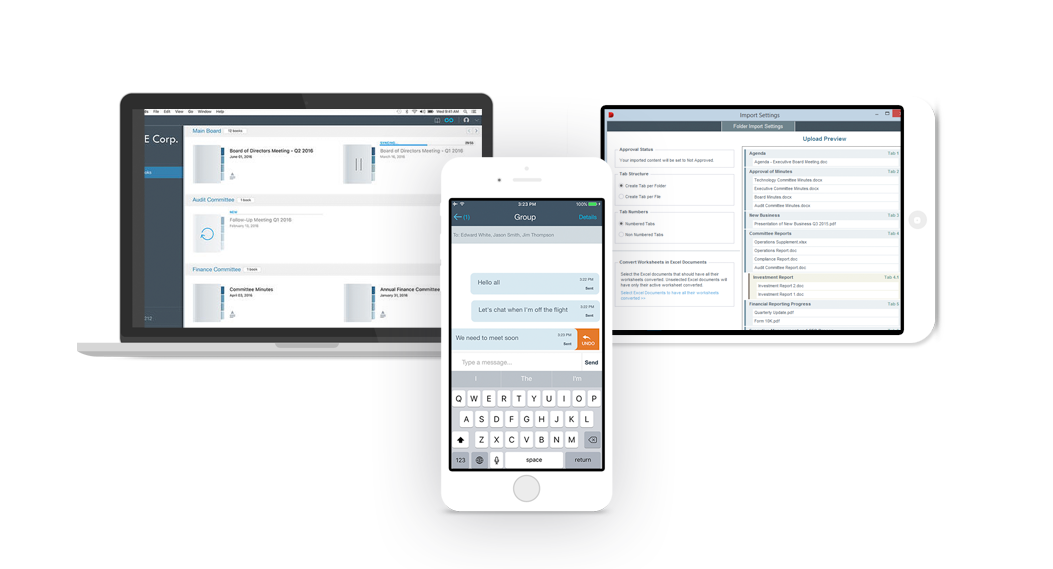 File Edit View Go Window Help
Wed 9:41 AM
E Corp.
Main Board
12 books
Board of Directors Meeting - Q2 2016
June 01, 2016
Board of Directors Meeting - Q1 2016
March 16, 2016
Audit Committee
1 book
NEW
Follow-Up Meeting Q1 2016
February 10, 2016
Finance Committee
1 book
Committee Minutes
April 03, 2016
Annual Finance Committee
January 31, 2016
212
3:23 PM
100%
(1)
Group
Details
To: Edward White, Jason Smith, Jim Thompson
Hello all
3:23 PM
Sent
Let's chat when I'm off the flight
3:23 PM
Sent
We need to meet soon
3:23 PM
Sent
UNDO
Type a message...
Send
I The I'm
Q W E R T Y U I O P
A S D F G H J K L
Z X C V B N M
123 space return
Import Settings
Folder Import Settings
Approval Status
Your imported content will be set to Not Approved.
Tab Structure
Create Tab per Folder
Create Tab per File
Tab Numbers
Numbered Tabs
Non Numbered Tabs
Convert Worksheets in Excel Documents
Select the Excel documents that should have all their
worksheets converted. Unselected Excel documents will
have only their active worksheet converted.
Select Excel Documents to have all their worksheets
converted >>
Upload Preview
Agenda Tab 1
Agenda - Executive Board Meeting.doc
Approval of Minutes Tab 2
Technology Committee Minutes.docx
Executive Committee Minutes.docx
Board Minutes.docx
Audit Committee Minutes.docx
New Business Tab 3
Presentation of New Business Q3 2015.pdf
Committee Reports Tab 4
Operations Supplement.xlsx
Operations Report.doc
Compliance Report.doc
Audit Committee Report.doc
Investment Report Tab 4.1
Investment Report 2.doc
Investment Report 1.doc
Financial Reporting Progress Tab 5
Quarterly Update.pdf
Form 10K.pdf